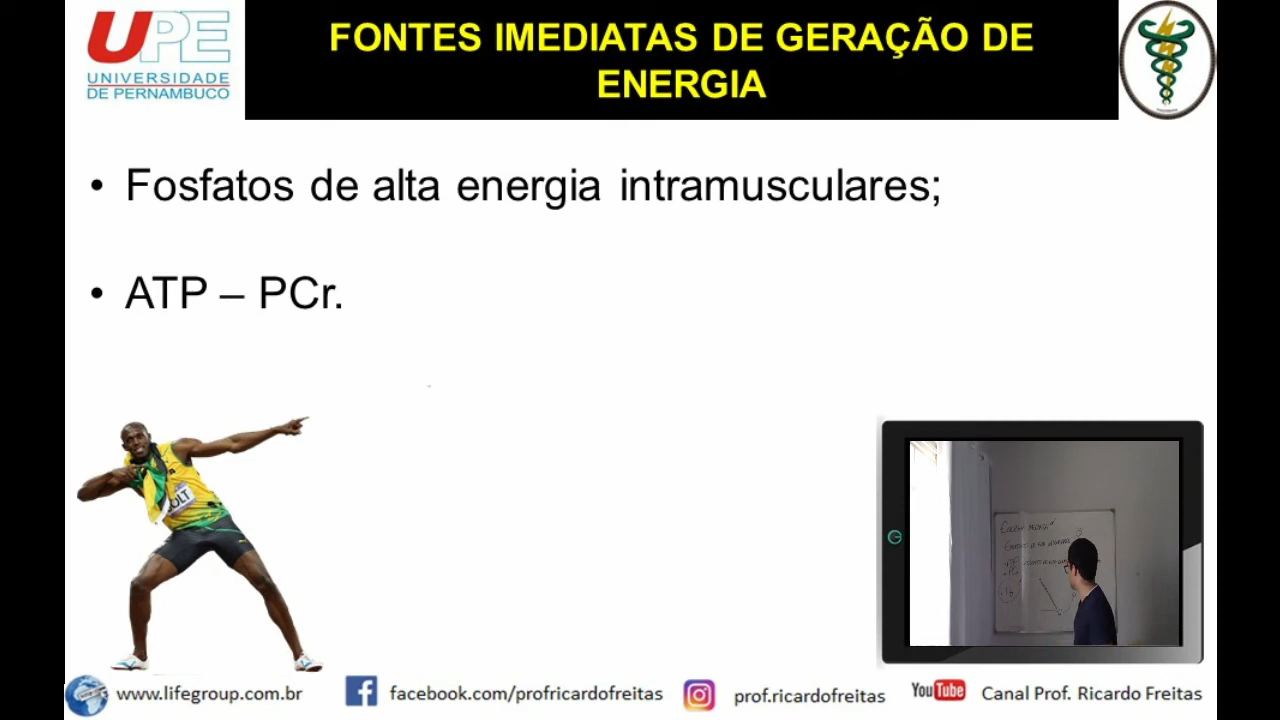 UPE
UNIVERSIDADE
DE PERNAMBUCO
FONTES IMEDIATAS DE GERAÇÃO DE
ENERGIA
• Fosfatos de alta energia intramusculares;
• ATP – PCr.
BOLT
www.lifegroup.com.br
facebook.com/profricardofreitas
prof.ricardofreitas
YouTube
Canal Prof. Ricardo Freitas